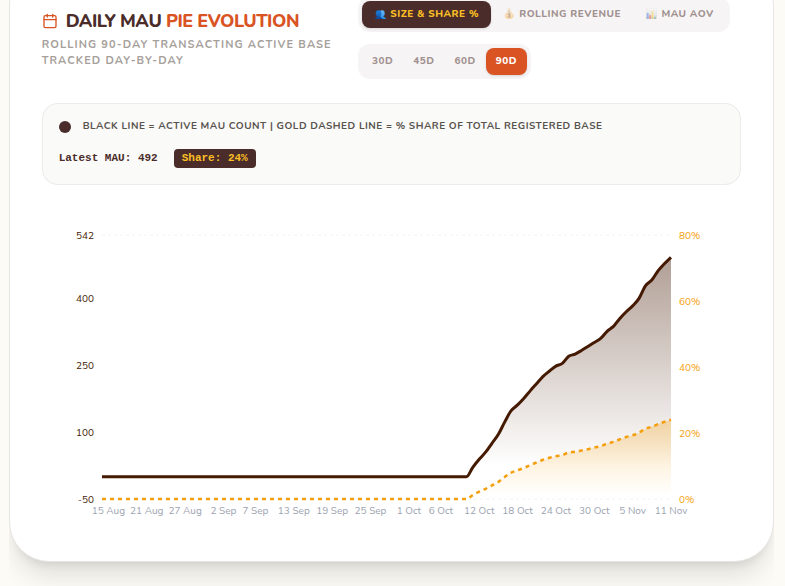 DAILY MAU PIE EVOLUTION
ROLLING 90-DAY TRANSACTING ACTIVE BASE
TRACKED DAY-BY-DAY
SIZE & SHARE %
ROLLING REVENUE
MAU AOV
30D 45D 60D 90D
BLACK LINE = ACTIVE MAU COUNT | GOLD DASHED LINE = % SHARE OF TOTAL REGISTERED BASE
Latest MAU: 492 Share: 24%
542 80%
400 60%
250 40%
100 20%
-50 0%
15 Aug 21 Aug 27 Aug 2 Sep 7 Sep 13 Sep 19 Sep 25 Sep 1 Oct 6 Oct 12 Oct 18 Oct 24 Oct 30 Oct 5 Nov 11 Nov